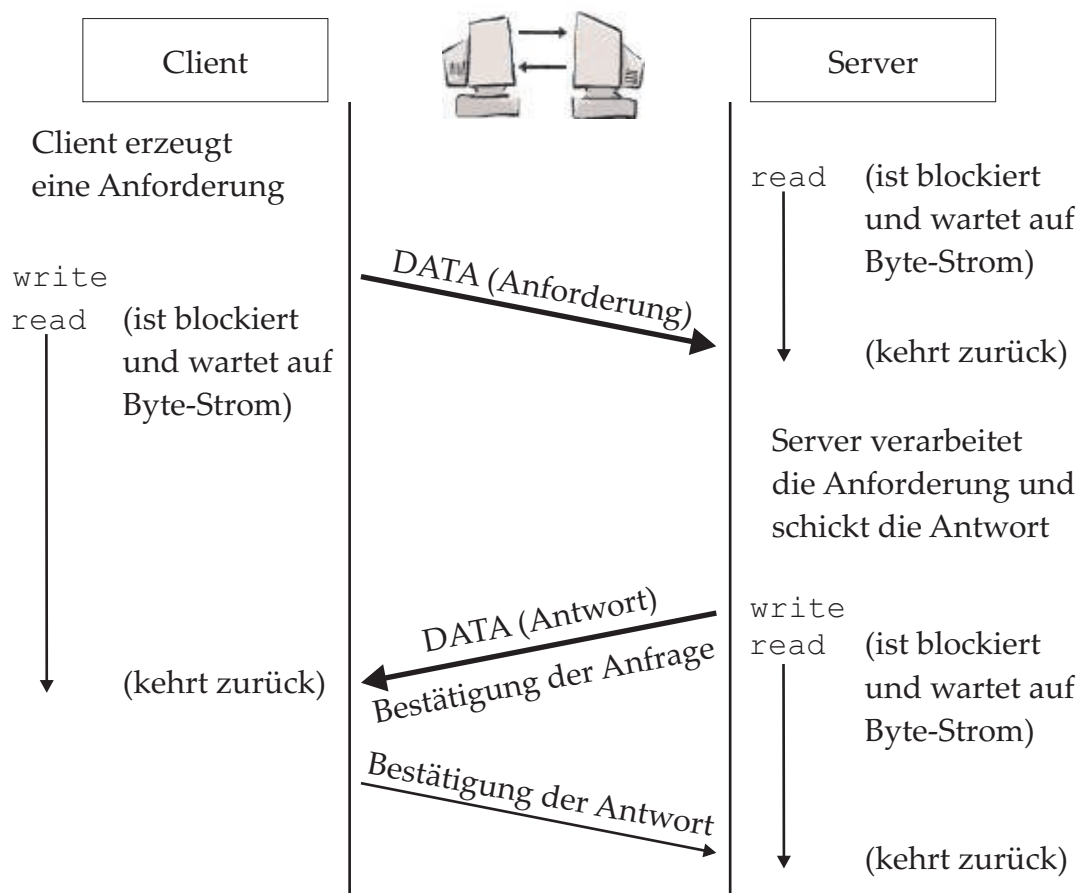 Client
Server
Client erzeugt
eine Anforderung
read (ist blockiert
und wartet auf
Byte-Strom)
write
DATA (Anforderung)
read (ist blockiert
und wartet auf
Byte-Strom)
(kehrt zurück)
Server verarbeitet
die Anforderung und
schickt die Antwort
write
DATA (Antwort)
read (ist blockiert
und wartet auf
Byte-Strom)
Bestätigung der Anfrage
(kehrt zurück)
Bestätigung der Antwort
(kehrt zurück)